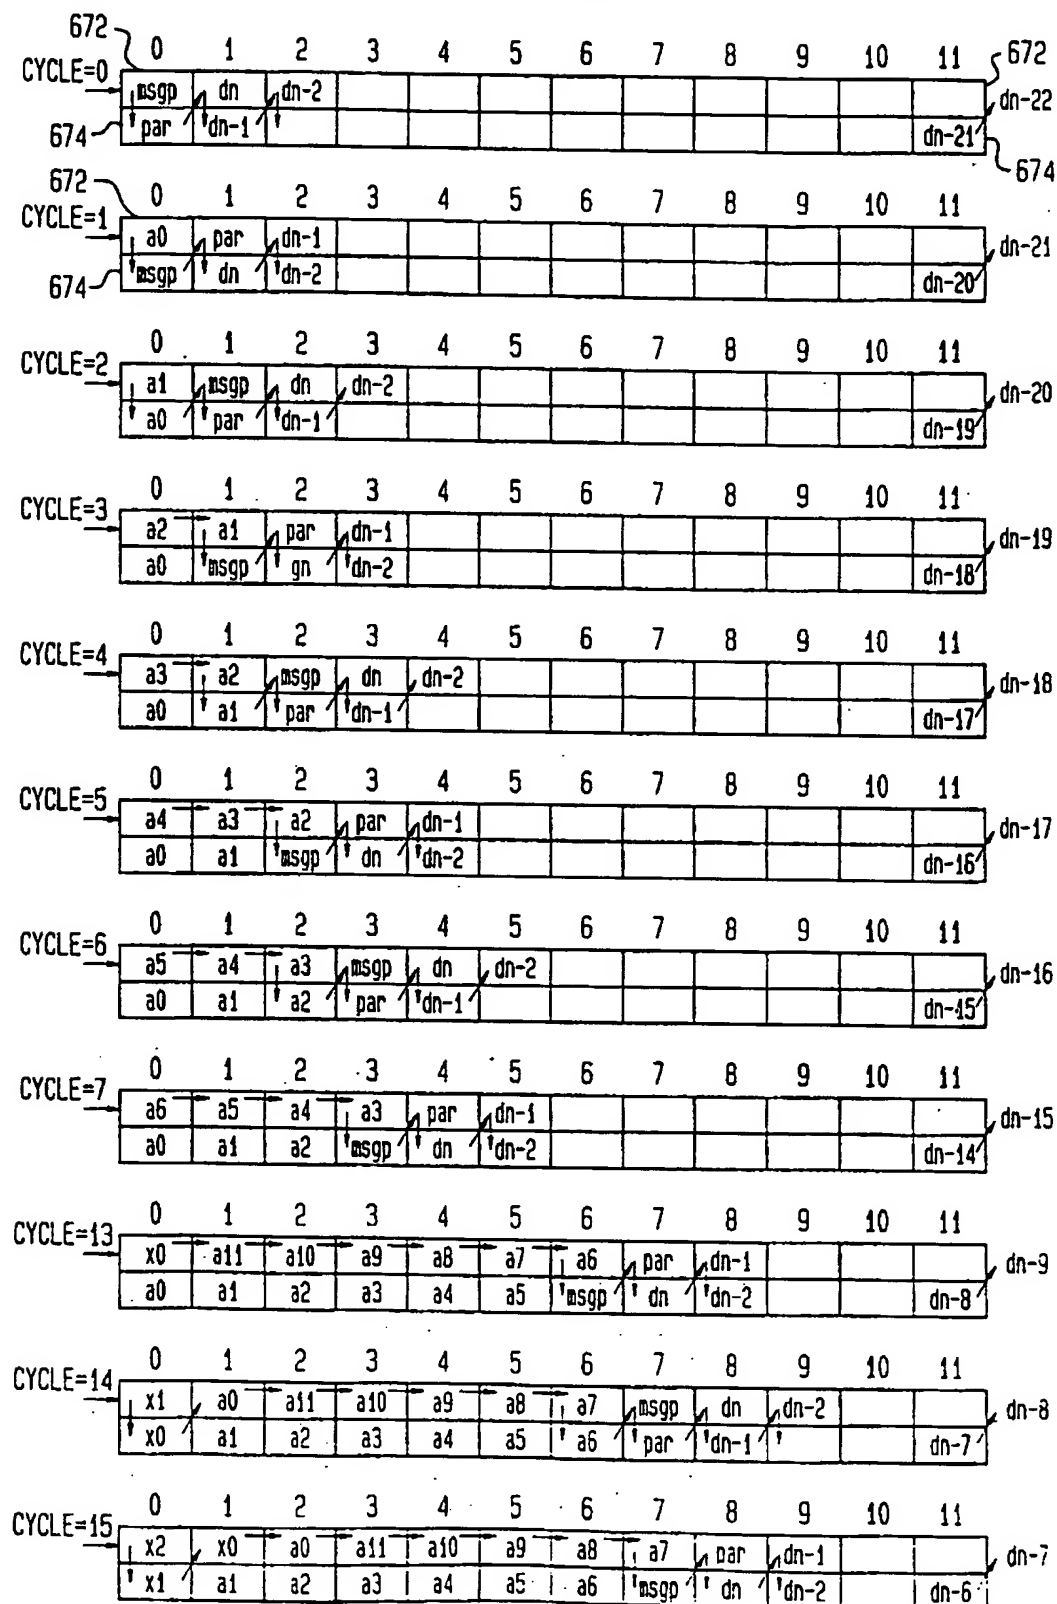 672
0 1 2 3 4 5 6 7 8 9 10 11
672
CYCLE=0
msgp dn dn-2
dn-22
674
par dn-1 dn-21
674
672
0 1 2 3 4 5 6 7 8 9 10 11
CYCLE=1
a0 par dn-1
dn-21
674
msgp dn dn-2 dn-20
0 1 2 3 4 5 6 7 8 9 10 11
CYCLE=2
a1 msgp dn dn-2
dn-20
a0 par dn-1 dn-19
0 1 2 3 4 5 6 7 8 9 10 11
CYCLE=3
a2 a1 par dn-1
dn-19
a0 msgp gn dn-2 dn-18
0 1 2 3 4 5 6 7 8 9 10 11
CYCLE=4
a3 a2 msgp dn dn-2
dn-18
a0 a1 par dn-1 dn-17
0 1 2 3 4 5 6 7 8 9 10 11
CYCLE=5
a4 a3 a2 par dn-1
dn-17
a0 a1 msgp dn dn-2 dn-16
0 1 2 3 4 5 6 7 8 9 10 11
CYCLE=6
a5 a4 a3 msgp dn dn-2
dn-16
a0 a1 a2 par dn-1 dn-15
0 1 2 3 4 5 6 7 8 9 10 11
CYCLE=7
a6 a5 a4 a3 par dn-1
dn-15
a0 a1 a2 msgp dn dn-2 dn-14
0 1 2 3 4 5 6 7 8 9 10 11
CYCLE=13
x0 a11 a10 a9 a8 a7 a6 par dn-1
dn-9
a0 a1 a2 a3 a4 a5 msgp dn dn-2 dn-8
0 1 2 3 4 5 6 7 8 9 10 11
CYCLE=14
x1 a0 a11 a10 a9 a8 a7 msgp dn dn-2
dn-8
x0 a1 a2 a3 a4 a5 a6 par dn-1 dn-7
0 1 2 3 4 5 6 7 8 9 10 11
CYCLE=15
x2 x0 a0 a11 a10 a9 a8 a7 par dn-1
dn-7
x1 a1 a2 a3 a4 a5 a6 msgp dn dn-2 dn-6